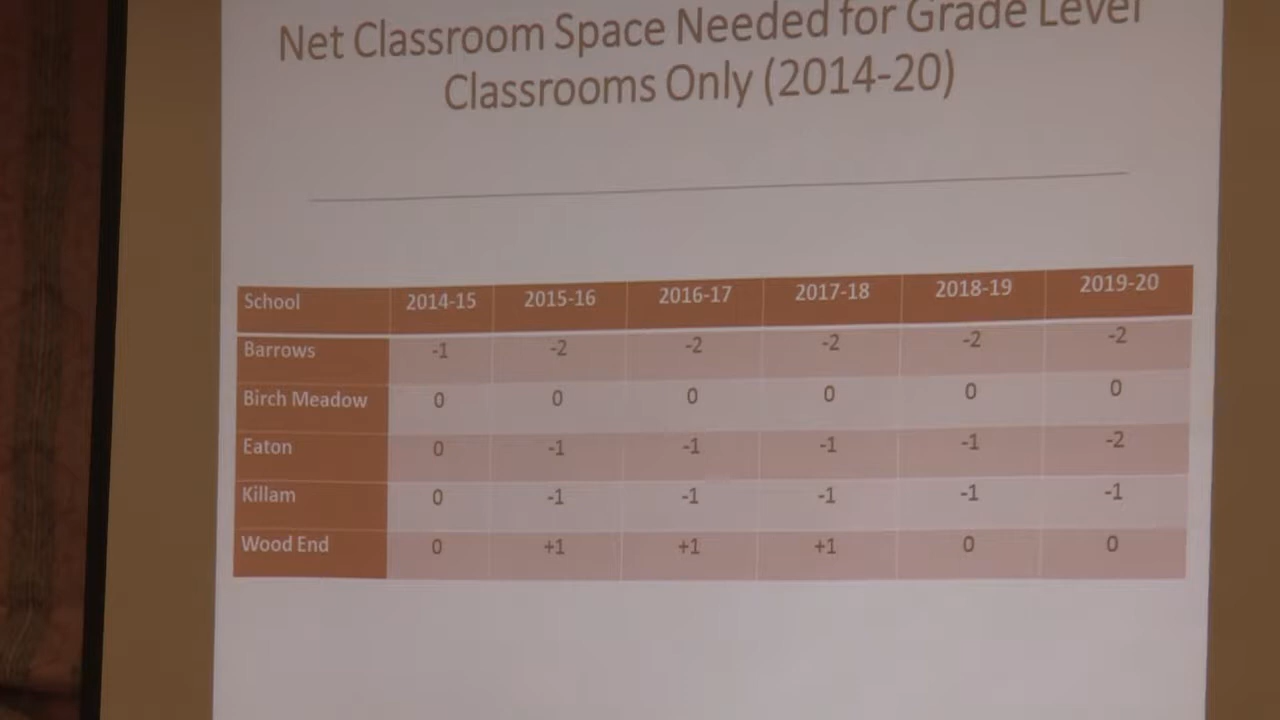 Net Classroom Space Needed for Grade Level
Classrooms Only (2014-20)
School 2014-15 2015-16 2016-17 2017-18 2018-19 2019-20
Barrows -1 -2 -2 -2 -2 -2
Birch Meadow 0 0 0 0 0 0
Eaton 0 -1 -1 -1 -1 -2
Killam 0 -1 -1 -1 -1 -1
Wood End 0 +1 +1 +1 0 0